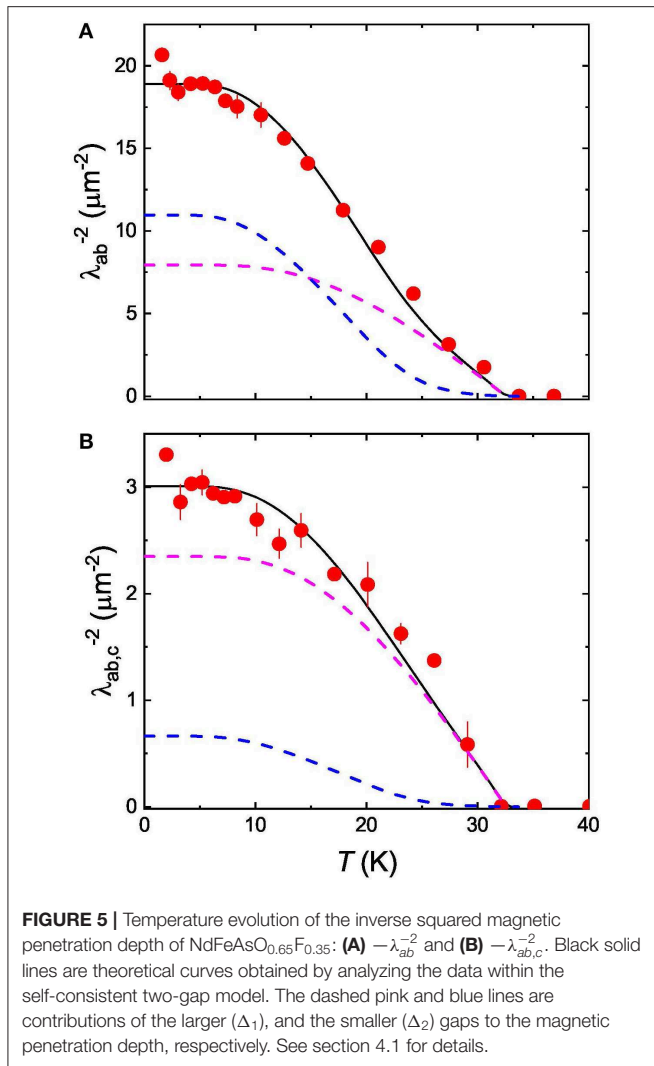 A
20
15
10
5
0
λab-2 (μm-2)
B
3
2
1
0
λab,c-2 (μm-2)
0 10 20 30 40
T (K)
FIGURE 5 | Temperature evolution of the inverse squared magnetic
penetration depth of NdFeAsO0.65F0.35: (A) −λab−2 and (B) −λab,c−2. Black solid
lines are theoretical curves obtained by analyzing the data within the
self-consistent two-gap model. The dashed pink and blue lines are
contributions of the larger (Δ1), and the smaller (Δ2) gaps to the magnetic
penetration depth, respectively. See section 4.1 for details.